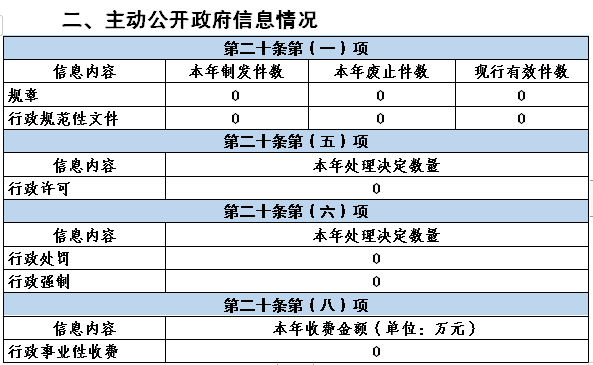 二、主动公开政府信息情况
第二十条第（一）项
信息内容 本年制发件数 本年废止件数 现行有效件数
规章 0 0 0
行政规范性文件 0 0 0
第二十条第（五）项
信息内容 本年处理决定数量
行政许可 0
第二十条第（六）项
信息内容 本年处理决定数量
行政处罚 0
行政强制 0
第二十条第（八）项
信息内容 本年收费金额（单位：万元）
行政事业性收费 0